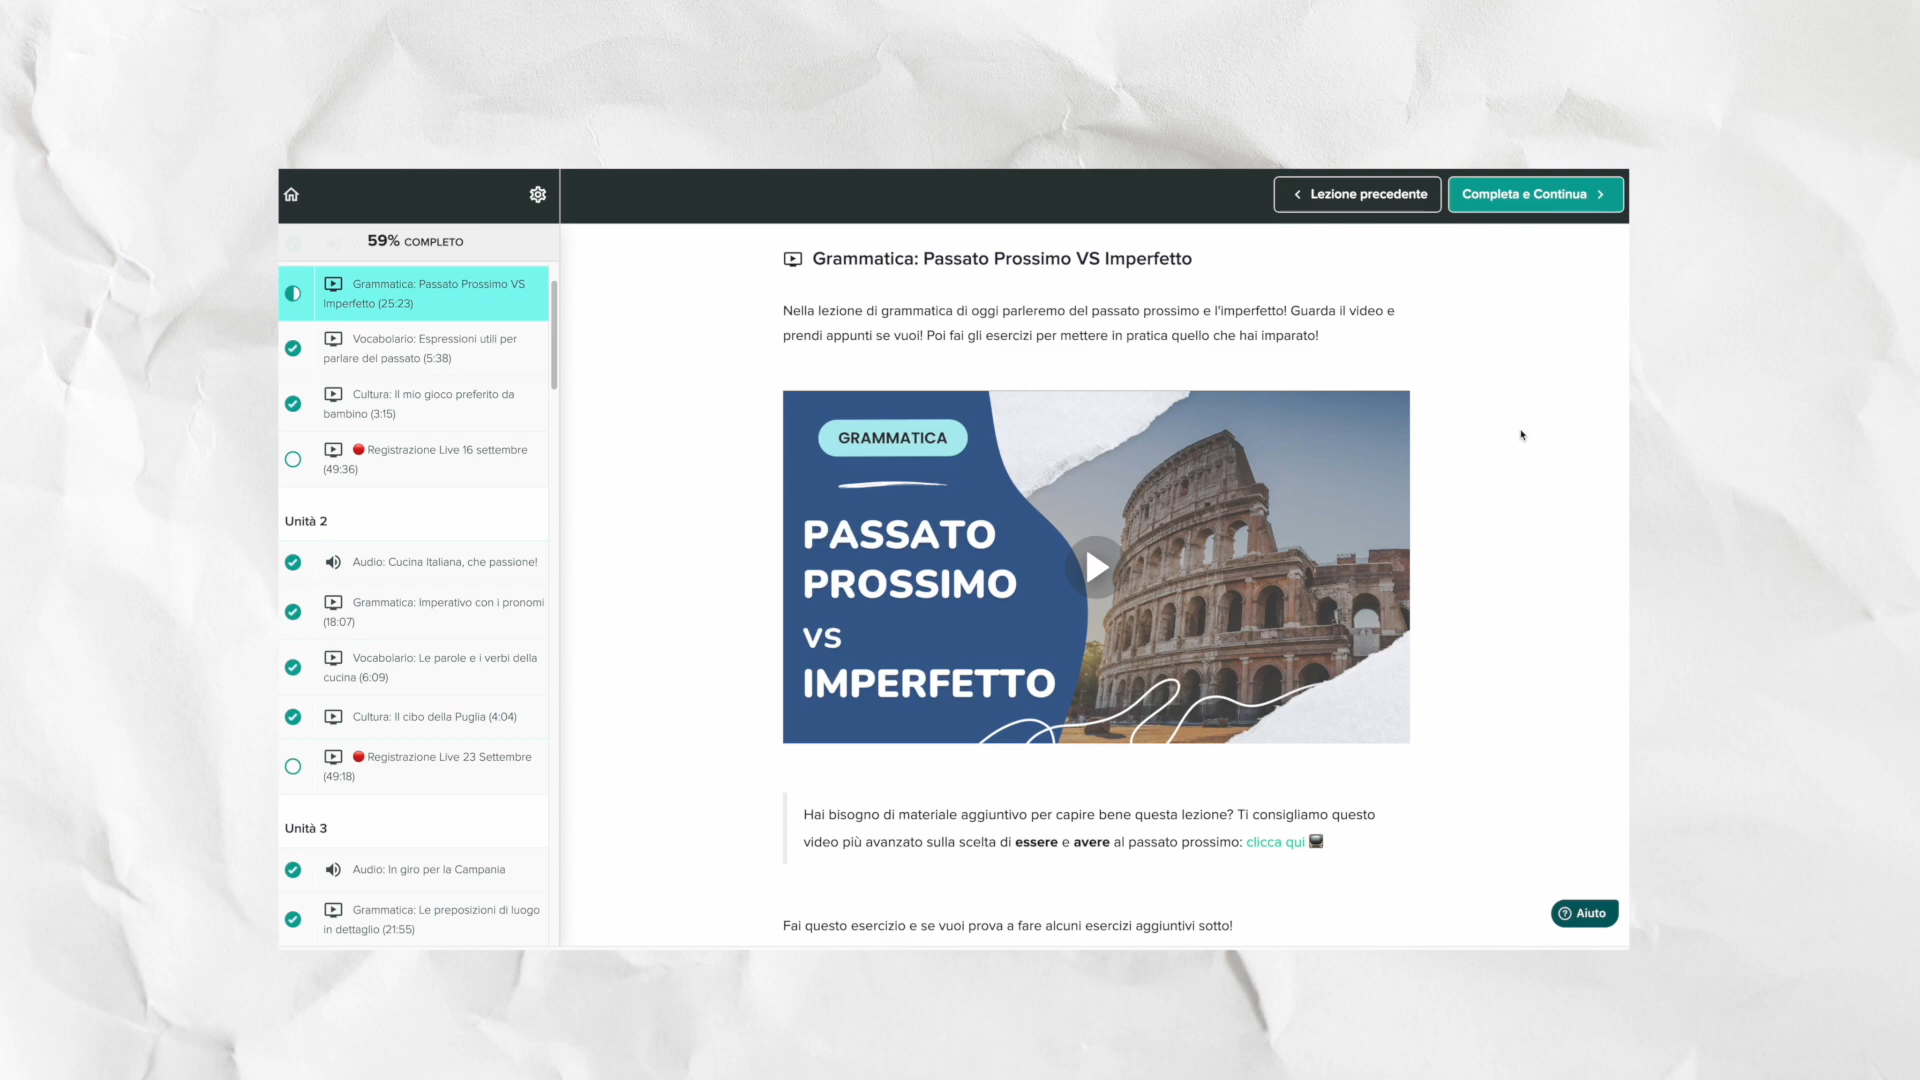 Lezione precedente
Completa e Continua
59% COMPLETO
Grammatica: Passato Prossimo VS
Imperfetto (25:23)
Vocabolario: Espressioni utili per
parlare del passato (5:38)
Cultura: Il mio gioco preferito da
bambino (3:15)
Registrazione Live 16 settembre
(49:36)
Unità 2
Audio: Cucina Italiana, che passione!
Grammatica: Imperativo con i pronomi
(18:07)
Vocabolario: Le parole e i verbi della
cucina (6:09)
Cultura: Il cibo della Puglia (4:04)
Registrazione Live 23 Settembre
(49:18)
Unità 3
Audio: In giro per la Campania
Grammatica: Le preposizioni di luogo
in dettaglio (21:55)
Grammatica: Passato Prossimo VS Imperfetto
Nella lezione di grammatica di oggi parleremo del passato prossimo e l'imperfetto! Guarda il video e
prendi appunti se vuoi! Poi fai gli esercizi per mettere in pratica quello che hai imparato!
GRAMMATICA
PASSATO
PROSSIMO
VS
IMPERFETTO
Hai bisogno di materiale aggiuntivo per capire bene questa lezione? Ti consigliamo questo
video più avanzato sulla scelta di essere e avere al passato prossimo: clicca qui
Fai questo esercizio e se vuoi prova a fare alcuni esercizi aggiuntivi sotto!
Aiuto